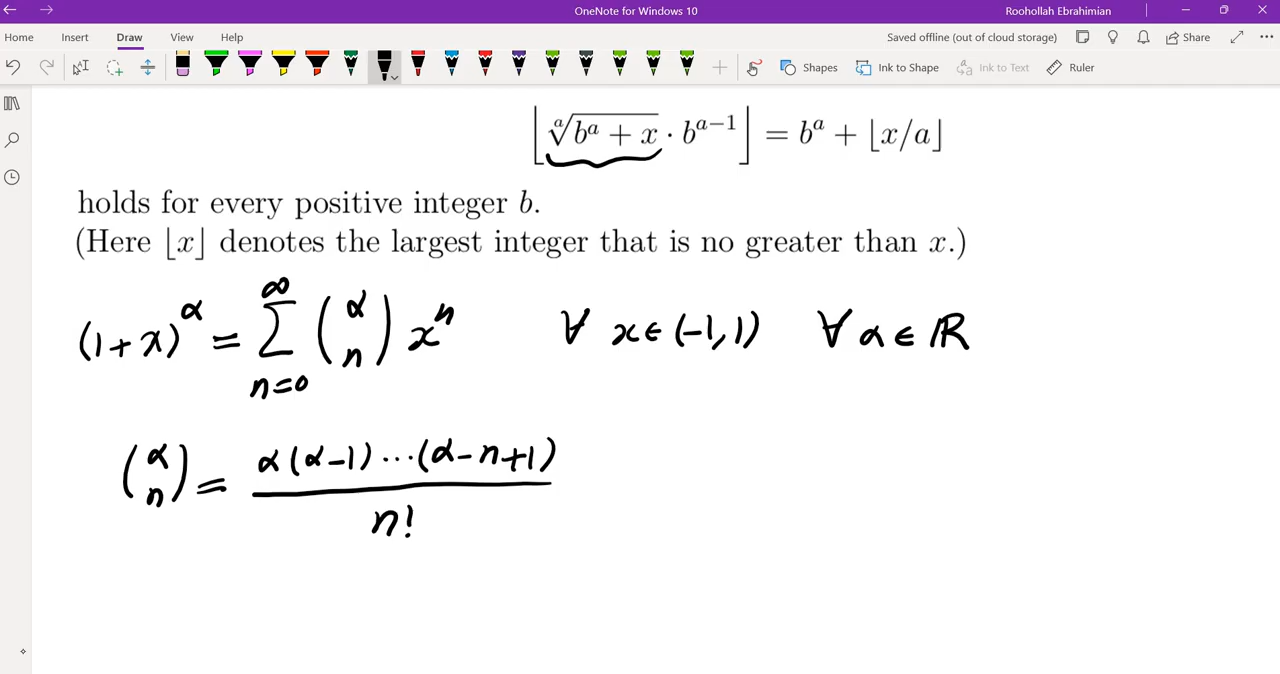 OneNote for Windows 10
Roohollah Ebrahimian
Home Insert Draw View Help
Saved offline (out of cloud storage)
Share
Shapes
Ink to Shape
Ink to Text
Ruler
⌊ᵃ√(bᵃ + x) · bᵃ⁻¹⌋ = bᵃ + ⌊x/a⌋
holds for every positive integer b.
(Here ⌊x⌋ denotes the largest integer that is no greater than x.)
(1+x)^α = ∑_{n=0}^{∞} (α n) x^n ∀ x ∈ (-1,1) ∀ α ∈ ℝ
(α n) = α(α-1)···(α-n+1) / n!